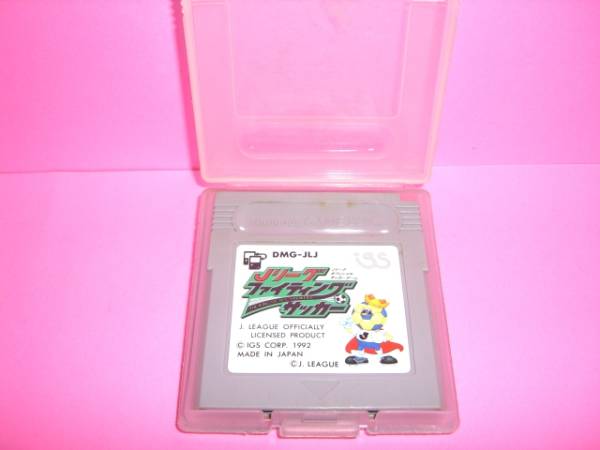 DMG-JLJ
igs
Jリーグ
ファイティング
サッカー
J. LEAGUE OFFICIALLY
LICENSED PRODUCT
© IGS CORP. 1992
MADE IN JAPAN
© J. LEAGUE